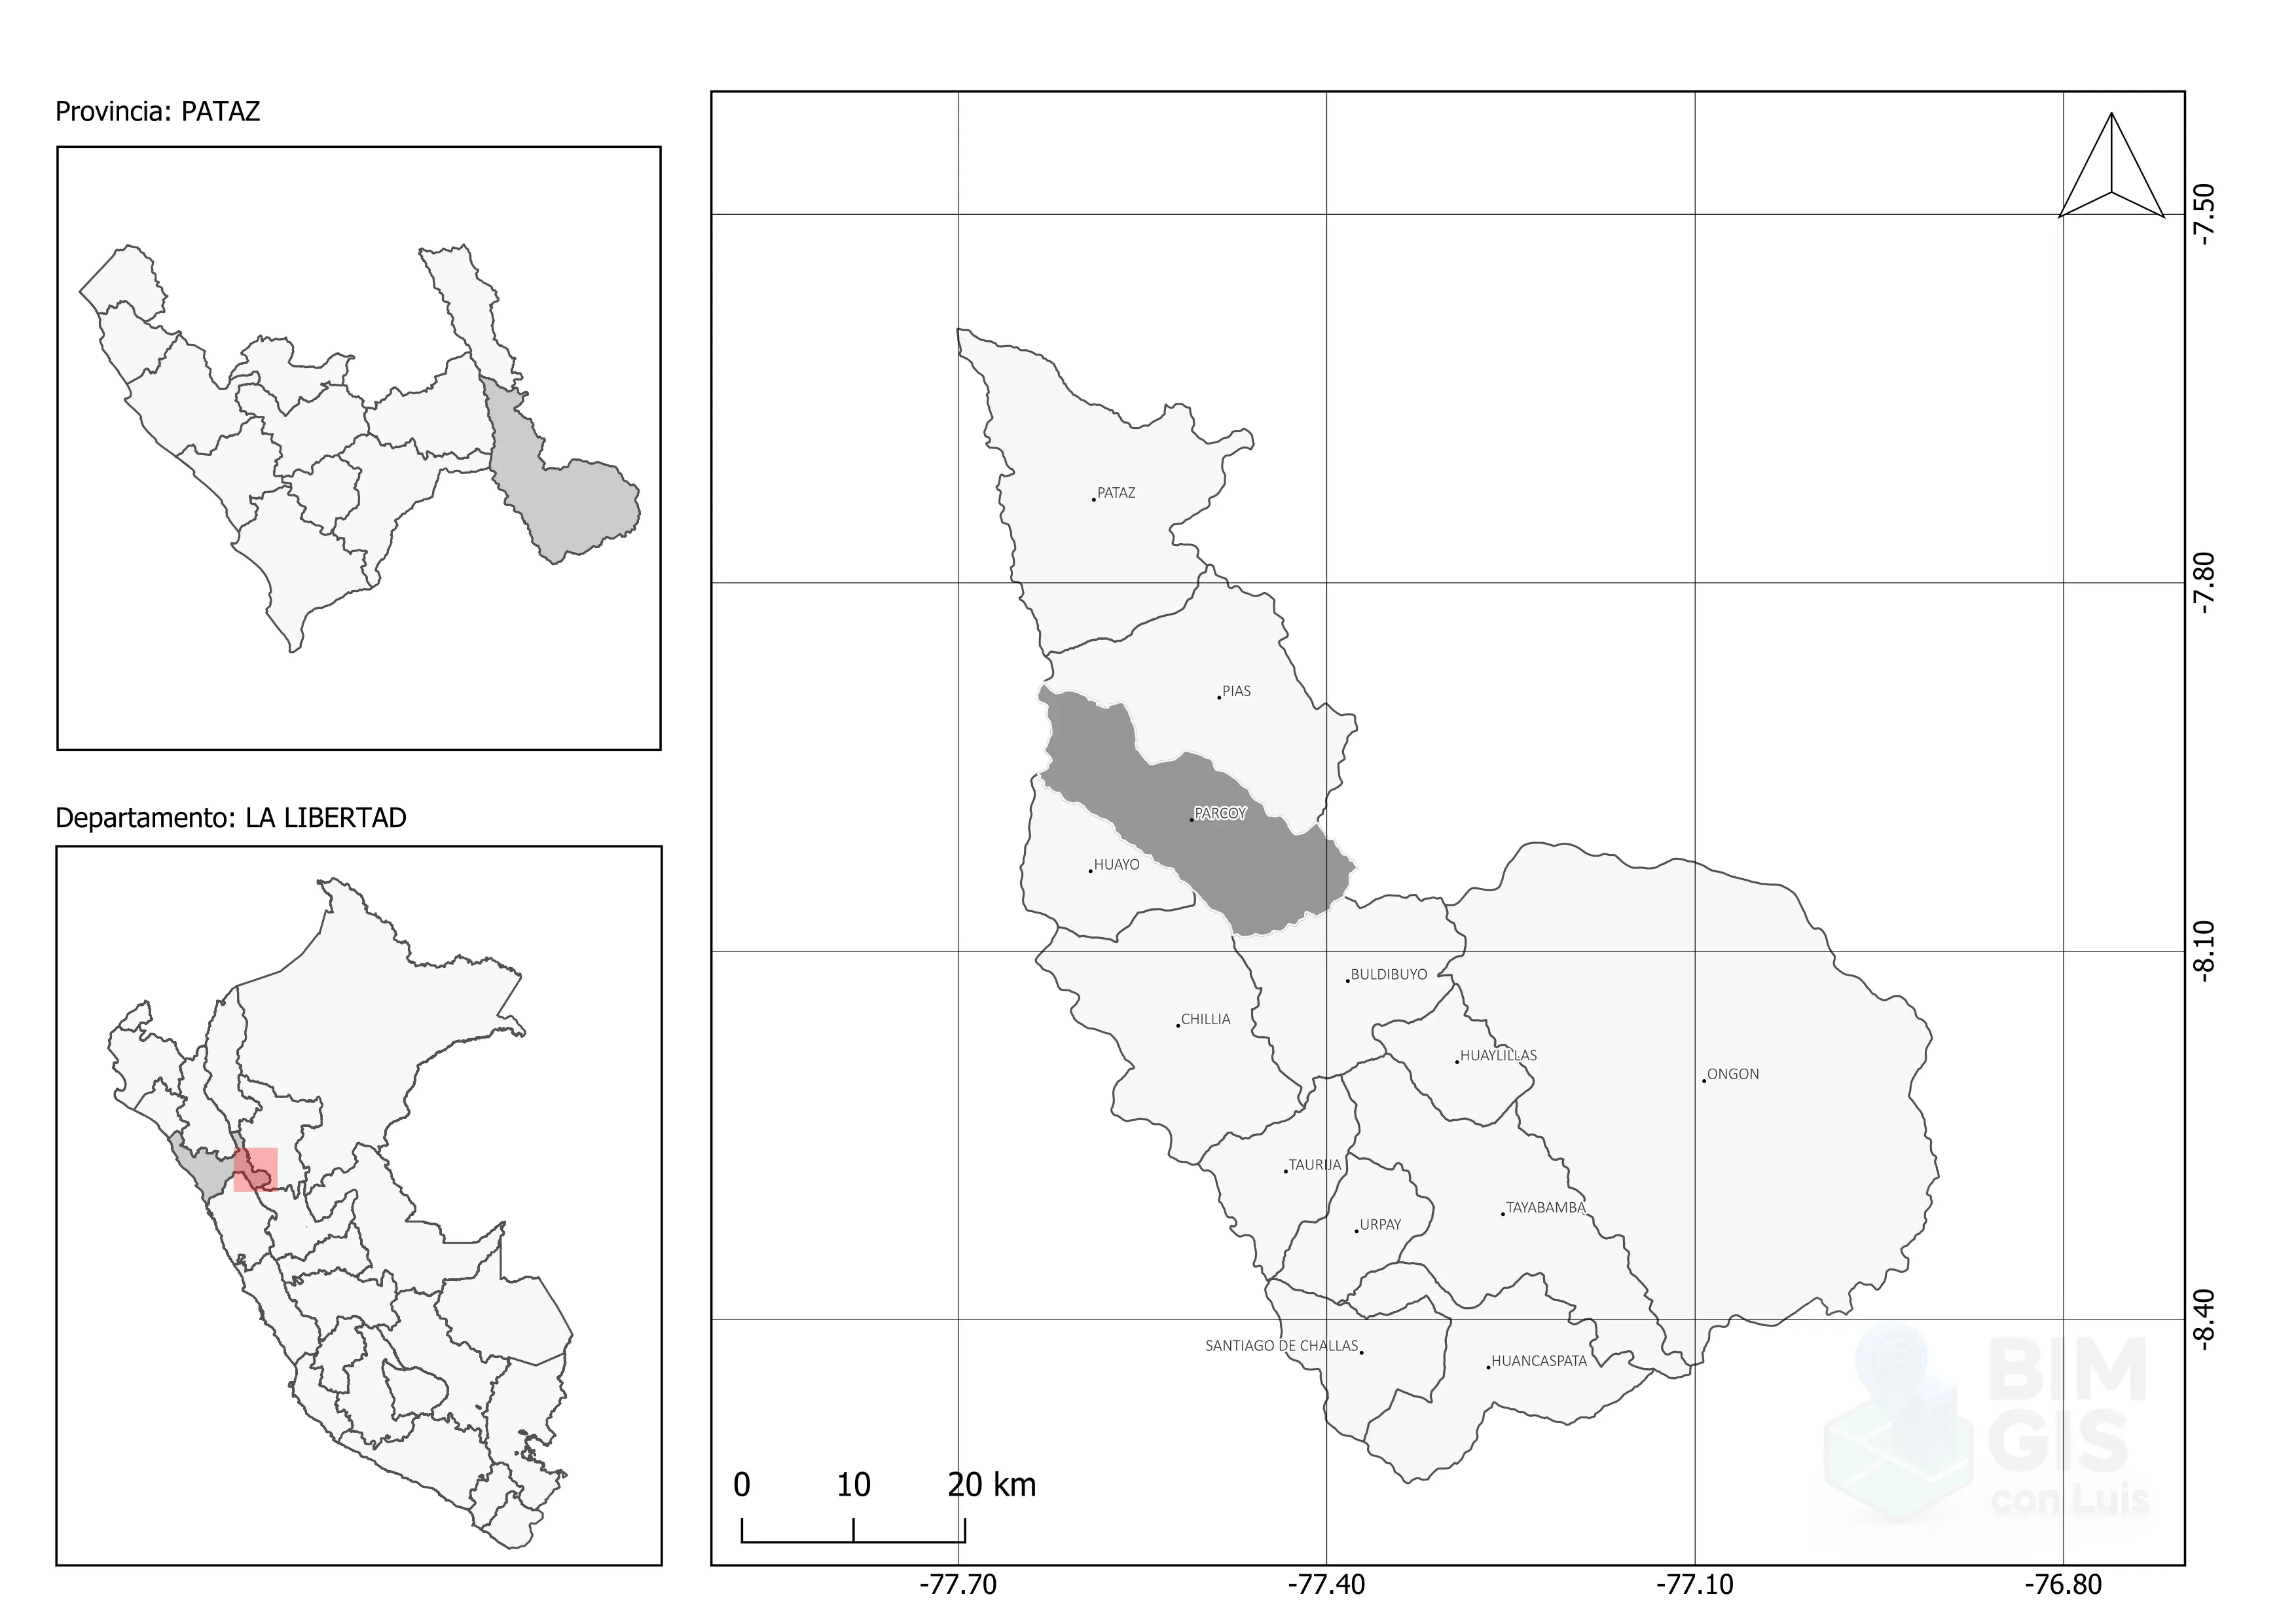 Provincia: PATAZ
Departamento: LA LIBERTAD
PATAZ
PIAS
PARCOY
HUAYO
BULDIBUYO
CHILLIA
HUAYLILLAS
ONGON
TAURIJA
TAYABAMBA
URPAY
SANTIAGO DE CHALLAS
HUANCASPATA
0 10 20 km
-77.70 -77.40 -77.10 -76.80
-7.50
-7.80
-8.10
-8.40
BIM
GIS
con Luis